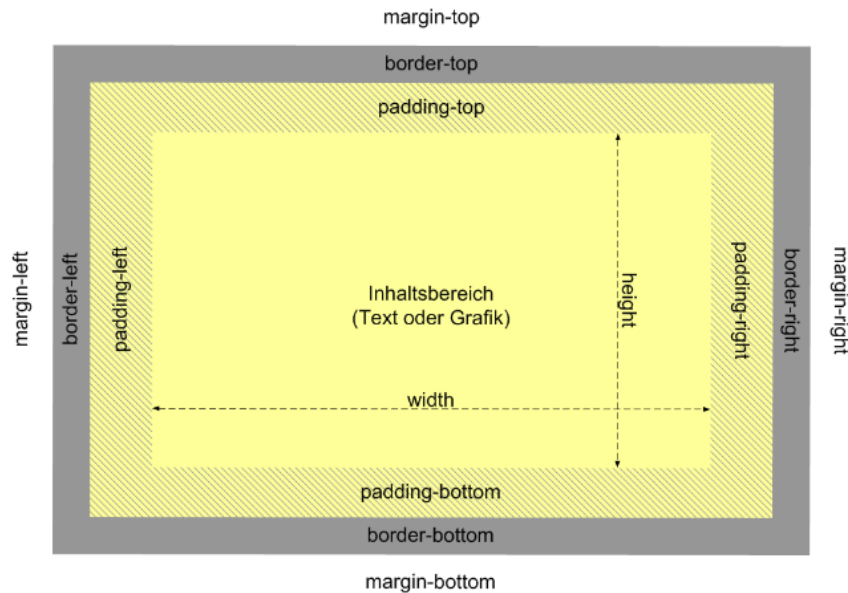 margin-top
border-top
padding-top
margin-left
border-left
padding-left
Inhaltsbereich
(Text oder Grafik)
height
padding-right
border-right
margin-right
width
padding-bottom
border-bottom
margin-bottom